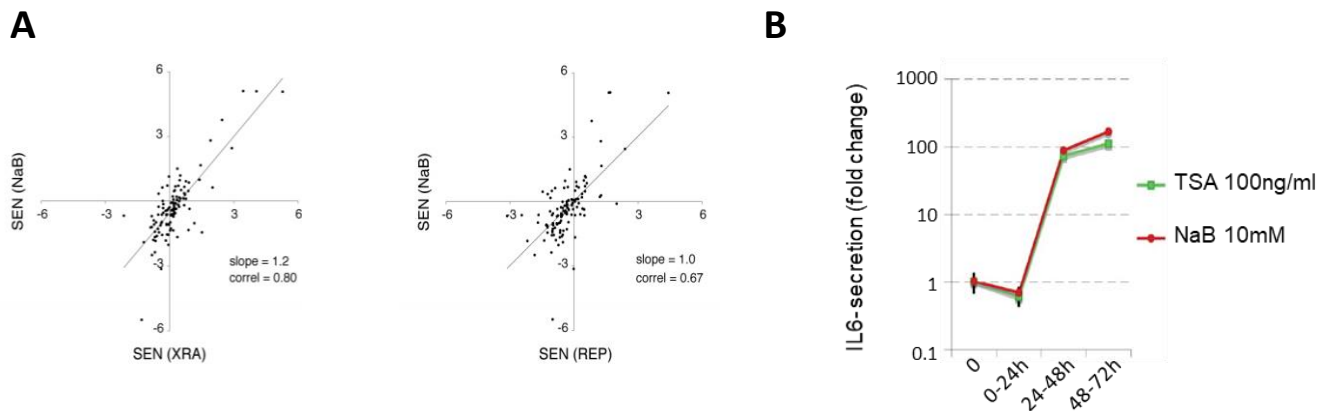 A
B
6
3
-6
-3
3
6
-3
-6
SEN (NaB)
slope = 1.2
correl = 0.80
SEN (XRA)
6
3
-6
-3
3
6
-3
-6
SEN (NaB)
slope = 1.0
correl = 0.67
SEN (REP)
IL6-secretion (fold change)
1000
100
10
1
0.1
0
0-24h
24-48h
48-72h
TSA 100ng/ml
NaB 10mM